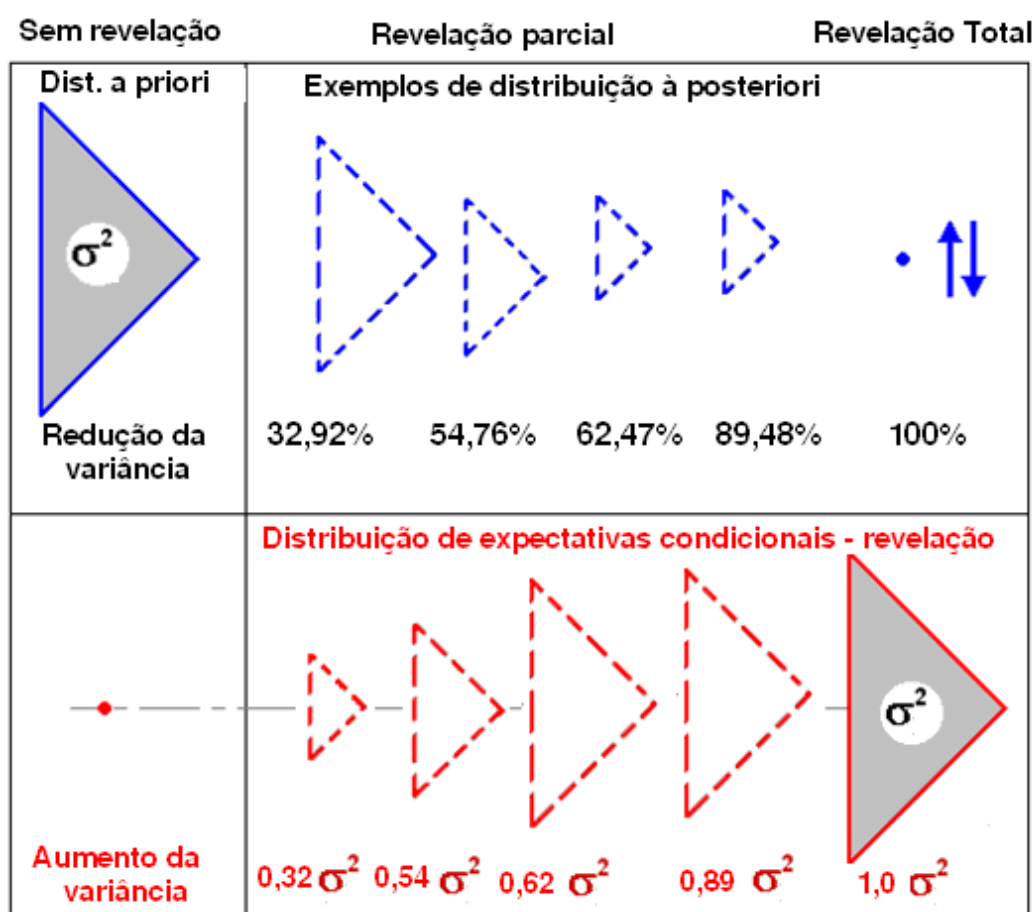 Sem revelação Revelação parcial Revelação Total
Dist. a priori Exemplos de distribuição à posteriori
σ²
Redução da 32,92% 54,76% 62,47% 89,48% 100%
variância
Distribuição de expectativas condicionais - revelação
σ²
Aumento da
variância 0,32 σ² 0,54 σ² 0,62 σ² 0,89 σ² 1,0 σ²